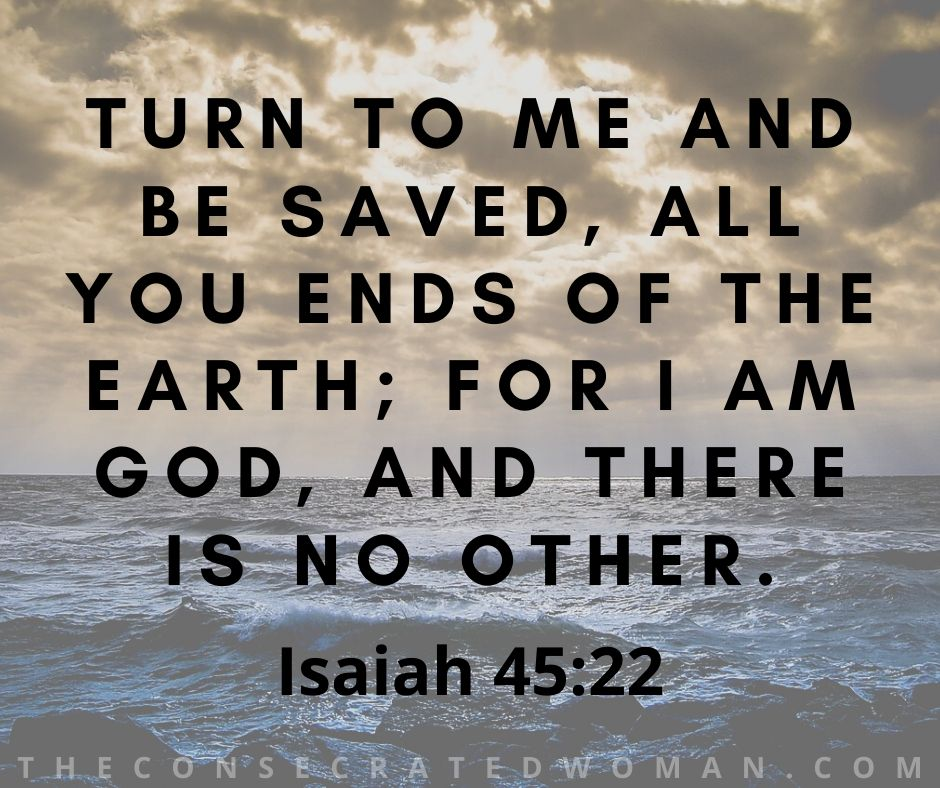 TURN TO ME AND
BE SAVED, ALL
YOU ENDS OF THE
EARTH; FOR I AM
GOD, AND THERE
IS NO OTHER.
Isaiah 45:22
THECONSECRATEDWOMAN.COM